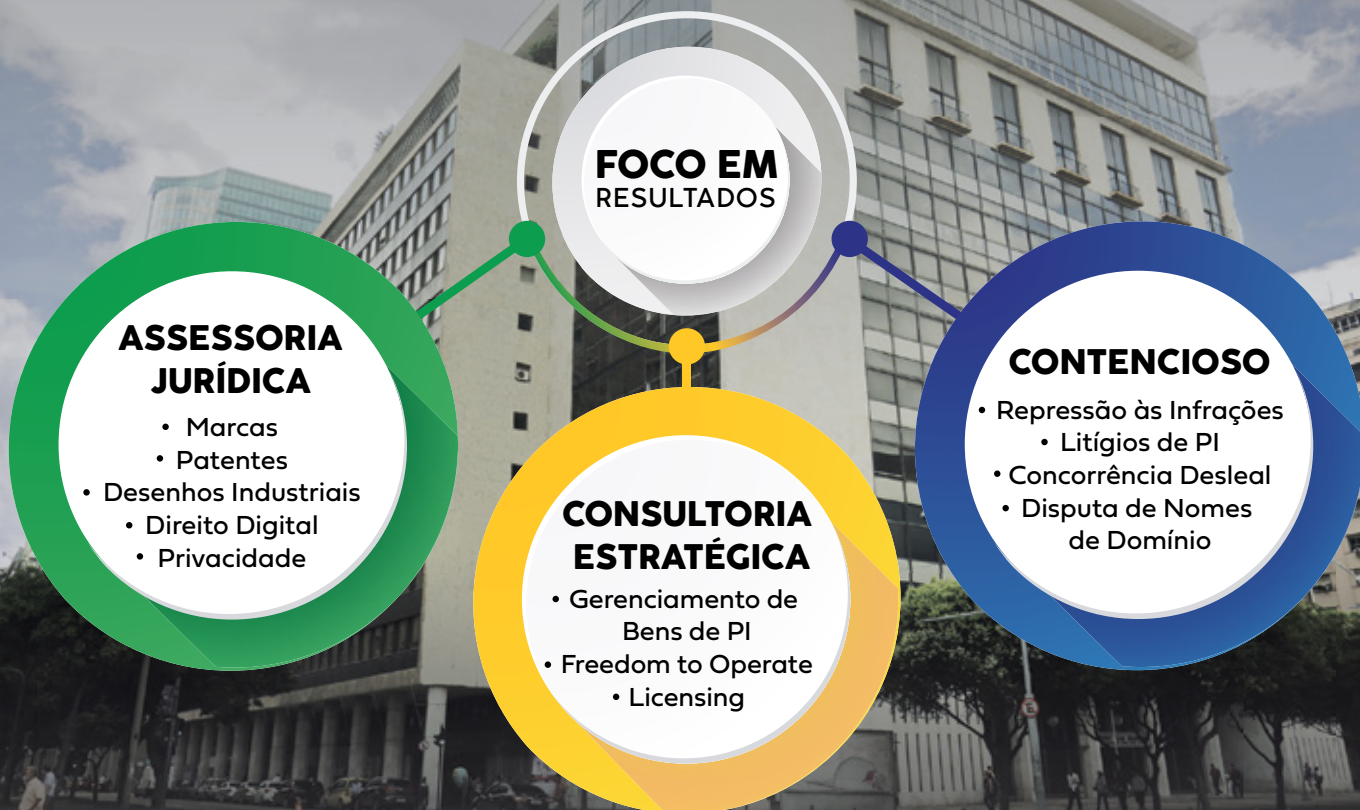 FOCO EM
RESULTADOS
ASSESSORIA
JURÍDICA
• Marcas
• Patentes
• Desenhos Industriais
• Direito Digital
• Privacidade
CONSULTORIA
ESTRATÉGICA
• Gerenciamento de
Bens de PI
• Freedom to Operate
• Licensing
CONTENCIOSO
• Repressão às Infrações
• Litígios de PI
• Concorrência Desleal
• Disputa de Nomes
de Domínio